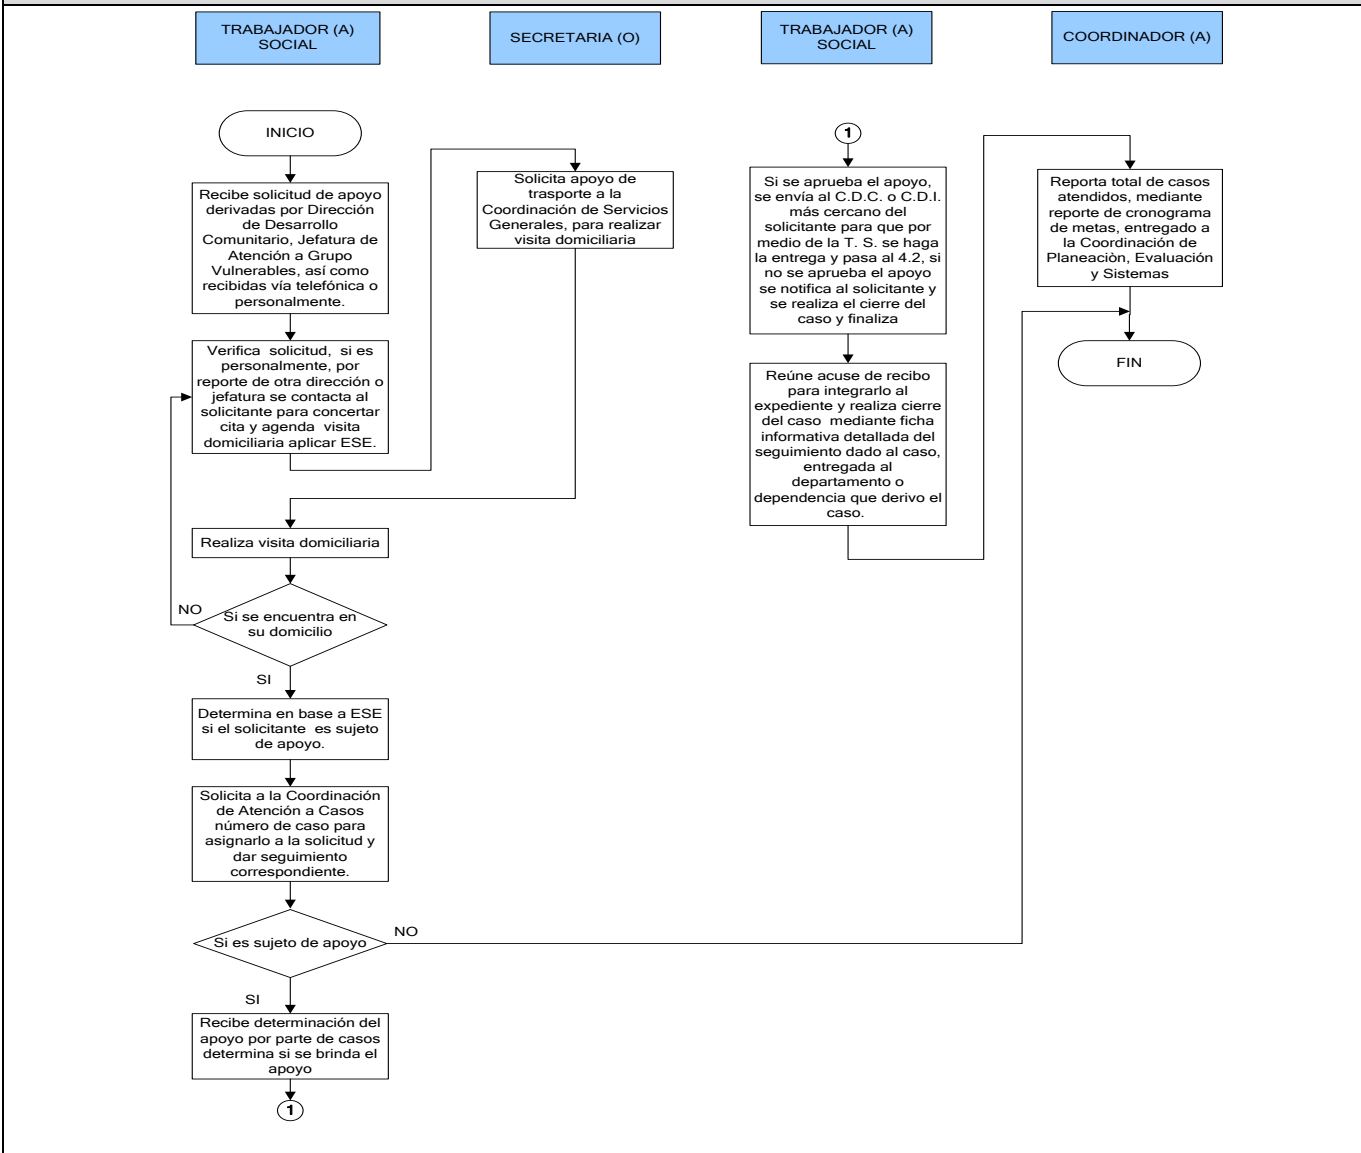 TRABAJADOR (A)
SOCIAL
SECRETARIA (O)
TRABAJADOR (A)
SOCIAL
COORDINADOR (A)
INICIO
Recibe solicitud de apoyo
derivadas por Dirección
de Desarrollo
Comunitario, Jefatura de
Atención a Grupo
Vulnerables, así como
recibidas vía telefónica o
personalmente.
Verifica solicitud, si es
personalmente, por
reporte de otra dirección o
jefatura se contacta al
solicitante para concertar
cita y agenda visita
domiciliaria aplicar ESE.
Solicita apoyo de
trasporte a la
Coordinación de Servicios
Generales, para realizar
visita domiciliaria
Realiza visita domiciliaria
Si se encuentra en
su domicilio
NO
SI
Determina en base a ESE
si el solicitante es sujeto
de apoyo.
Solicita a la Coordinación
de Atención a Casos
número de caso para
asignarlo a la solicitud y
dar seguimiento
correspondiente.
Si es sujeto de apoyo
NO
SI
Recibe determinación del
apoyo por parte de casos
determina si se brinda el
apoyo
1
1
Si se aprueba el apoyo,
se envía al C.D.C. o C.D.I.
más cercano del
solicitante para que por
medio de la T. S. se haga
la entrega y pasa al 4.2, si
no se aprueba el apoyo
se notifica al solicitante y
se realiza el cierre del
caso y finaliza
Reúne acuse de recibo
para integrarlo al
expediente y realiza cierre
del caso mediante ficha
informativa detallada del
seguimiento dado al caso,
entregada al
departamento o
dependencia que derivo el
caso.
Reporta total de casos
atendidos, mediante
reporte de cronograma
de metas, entregado a
la Coordinación de
Planeaciòn, Evaluación
y Sistemas
FIN